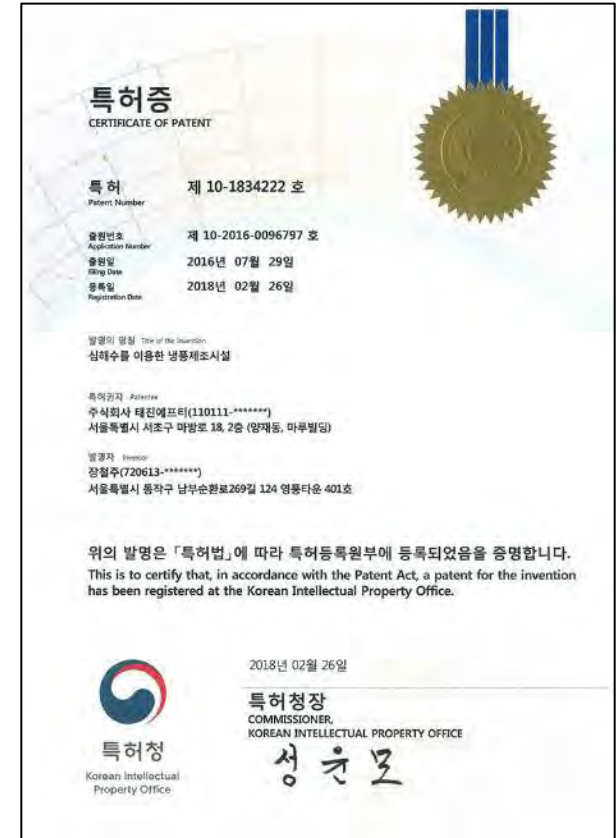 특허증
CERTIFICATE OF PATENT
특 허 제 10-1834222 호
Patent Number
출원번호 제 10-2016-0096797 호
Application Number
출원일 2016년 07월 29일
Filing Date
등록일 2018년 02월 26일
Registration Date
발명의 명칭 Title of the Invention
심해수를 이용한 냉풍제조시설
특허권자 Patentee
주식회사 태진에프티(110111-*******)
서울특별시 서초구 마방로 18, 2층 (양재동, 마루빌딩)
발명자 Inventor
장철주(720613-*******)
서울특별시 동작구 남부순환로269길 124 영풍타운 401호
위의 발명은 「특허법」에 따라 특허등록원부에 등록되었음을 증명합니다.
This is to certify that, in accordance with the Patent Act, a patent for the invention
has been registered at the Korean Intellectual Property Office.
2018년 02월 26일
특허청장
COMMISSIONER,
KOREAN INTELLECTUAL PROPERTY OFFICE
성윤모
특허청
Korean Intellectual
Property Office